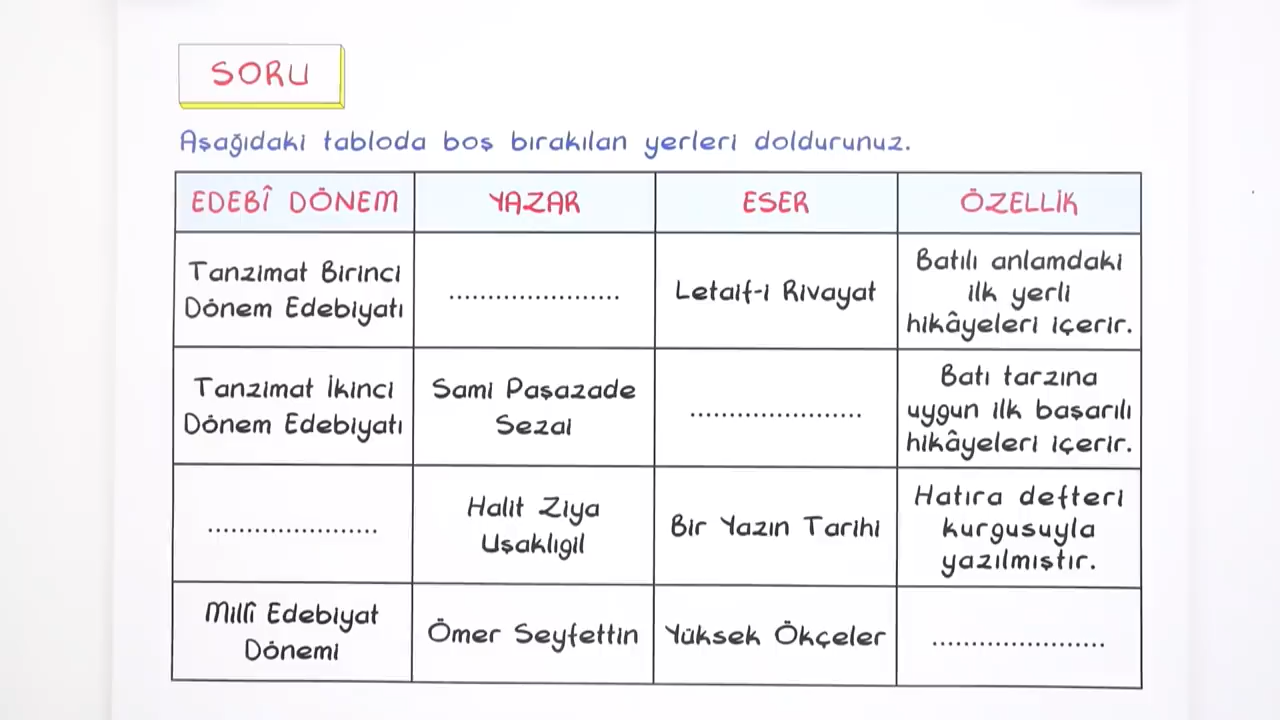 SORU
Aşağıdaki tabloda boş bırakılan yerleri doldurunuz.
EDEBÎ DÖNEM YAZAR ESER ÖZELLİK
Tanzimat Birinci
Dönem Edebiyatı
......................
Letaif-i Rivayat
Batılı anlamdaki
ilk yerli
hikâyeleri içerir.
Tanzimat İkinci
Dönem Edebiyatı
Sami Paşazade
Sezai
......................
Batı tarzına
uygun ilk başarılı
hikâyeleri içerir.
......................
Halit Ziya
Uşaklıgil
Bir Yazın Tarihi
Hatıra defteri
kurgusuyla
yazılmıştır.
Millî Edebiyat
Dönemi
Ömer Seyfettin
Yüksek Ökçeler
......................